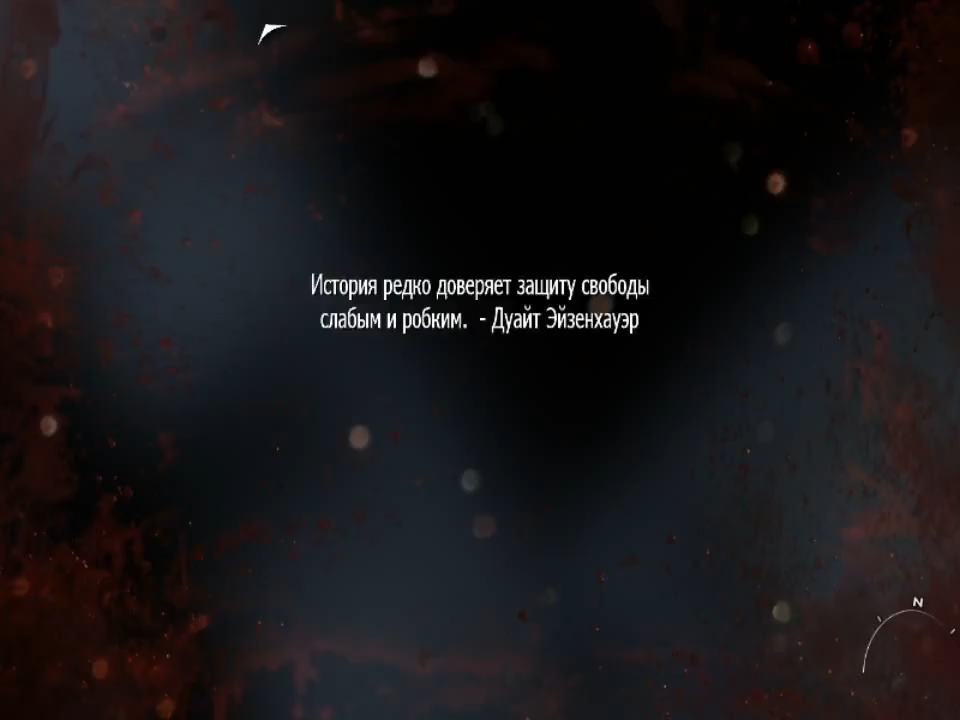 История редко доверяет защиту свободы
слабым и робким.  - Дуайт Эйзенхауэр
N